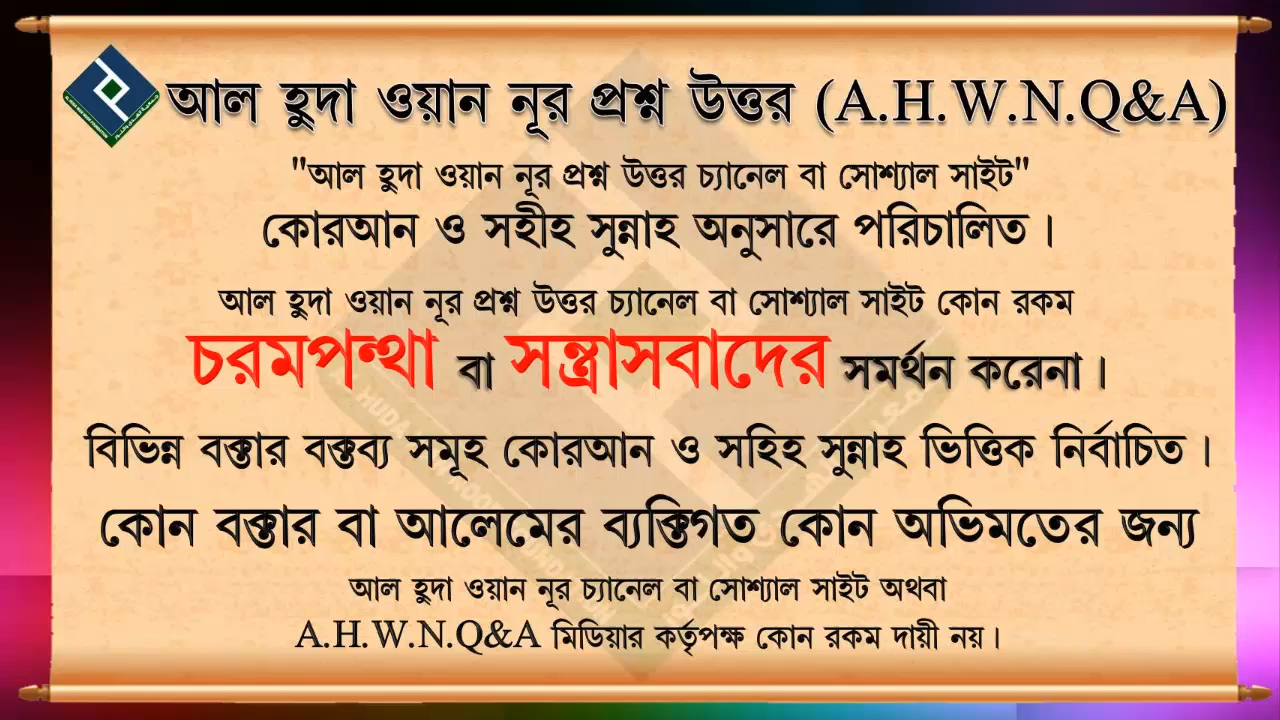 আল হুদা ওয়ান নূর প্রশ্ন উত্তর (A.H.W.N.Q&A)
"আল হুদা ওয়ান নূর প্রশ্ন উত্তর চ্যানেল বা সোশ্যাল সাইট"
কোরআন ও সহীহ সুন্নাহ অনুসারে পরিচালিত।
আল হুদা ওয়ান নূর প্রশ্ন উত্তর চ্যানেল বা সোশ্যাল সাইট কোন রকম
চরমপন্থা বা সন্ত্রাসবাদের সমর্থন করেনা।
বিভিন্ন বক্তার বক্তব্য সমূহ কোরআন ও সহিহ সুন্নাহ ভিত্তিক নির্বাচিত।
কোন বক্তার বা আলেমের ব্যক্তিগত কোন অভিমতের জন্য
আল হুদা ওয়ান নূর চ্যানেল বা সোশ্যাল সাইট অথবা
A.H.W.N.Q&A মিডিয়ার কর্তৃপক্ষ কোন রকম দায়ী নয়।